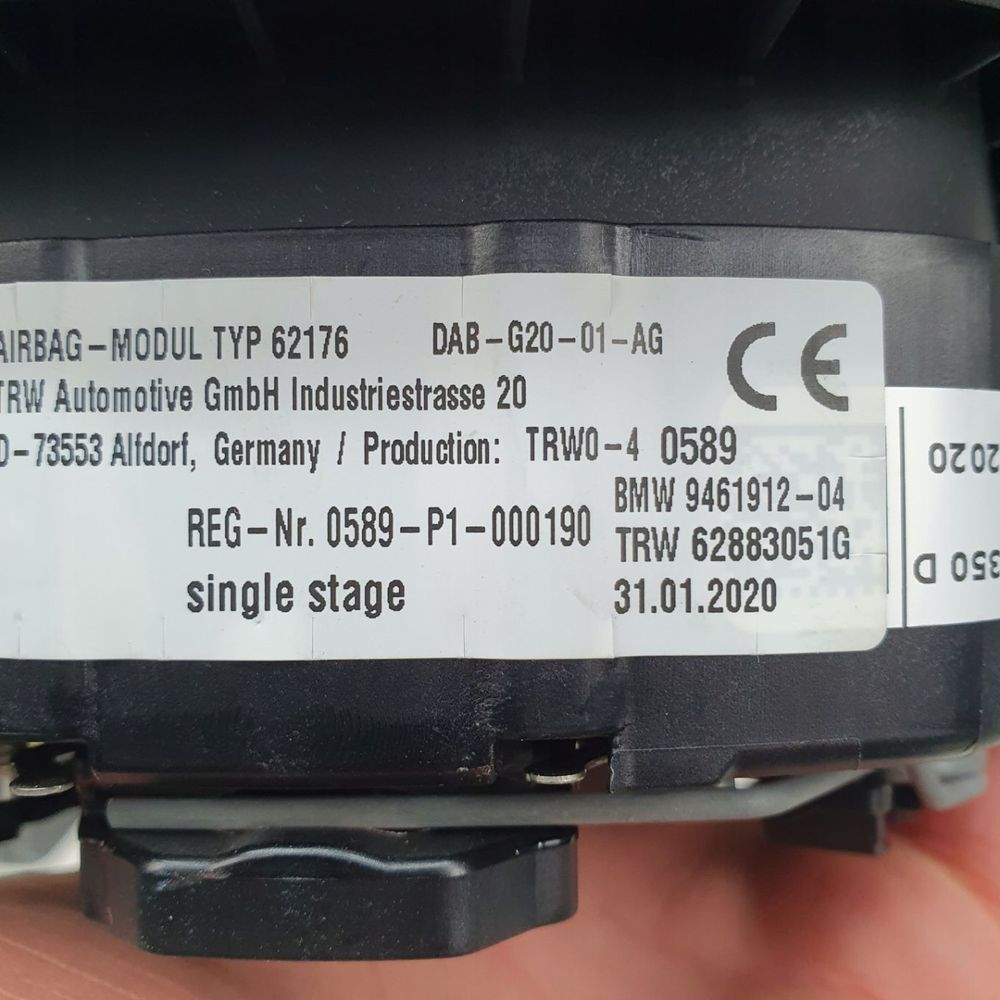 AIRBAG-MODUL TYP 62176 DAB-G20-01-AG CE
TRW Automotive GmbH Industriestrasse 20
D-73553 Alfdorf, Germany / Production: TRW0-4 0589
REG-Nr. 0589-P1-000190 BMW 9461912-04
TRW 62883051G
single stage 31.01.2020
2020
350 D